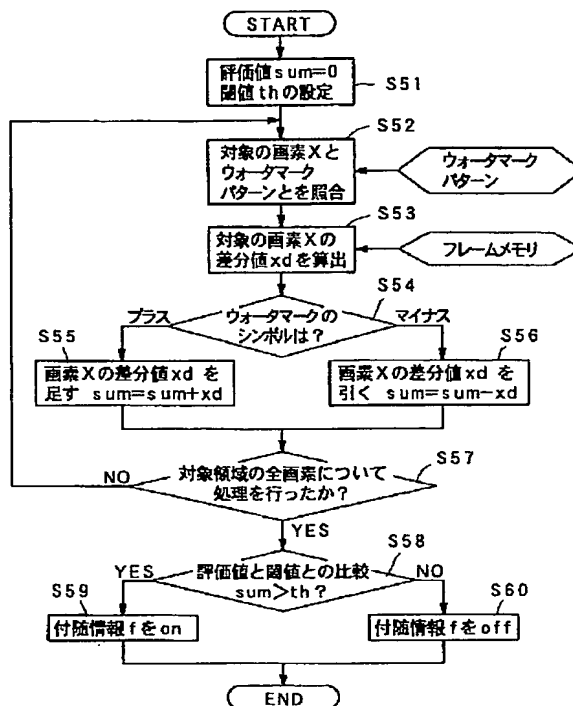 START
評価値sum=0
閾値thの設定
S51
S52
対象の画素Xと
ウォータマーク
パターンとを照合
ウォータマーク
パターン
S53
対象の画素Xの
差分値xdを算出
フレームメモリ
S54
ウォータマークの
シンボルは？
プラス
マイナス
S55
画素Xの差分値xd を
足す sum=sum+xd
S56
画素Xの差分値xd を
引く sum=sum-xd
S57
対象領域の全画素について
処理を行ったか？
NO
YES
S58
評価値と閾値との比較
sum>th？
YES
NO
S59
付随情報fをon
S60
付随情報fをoff
END